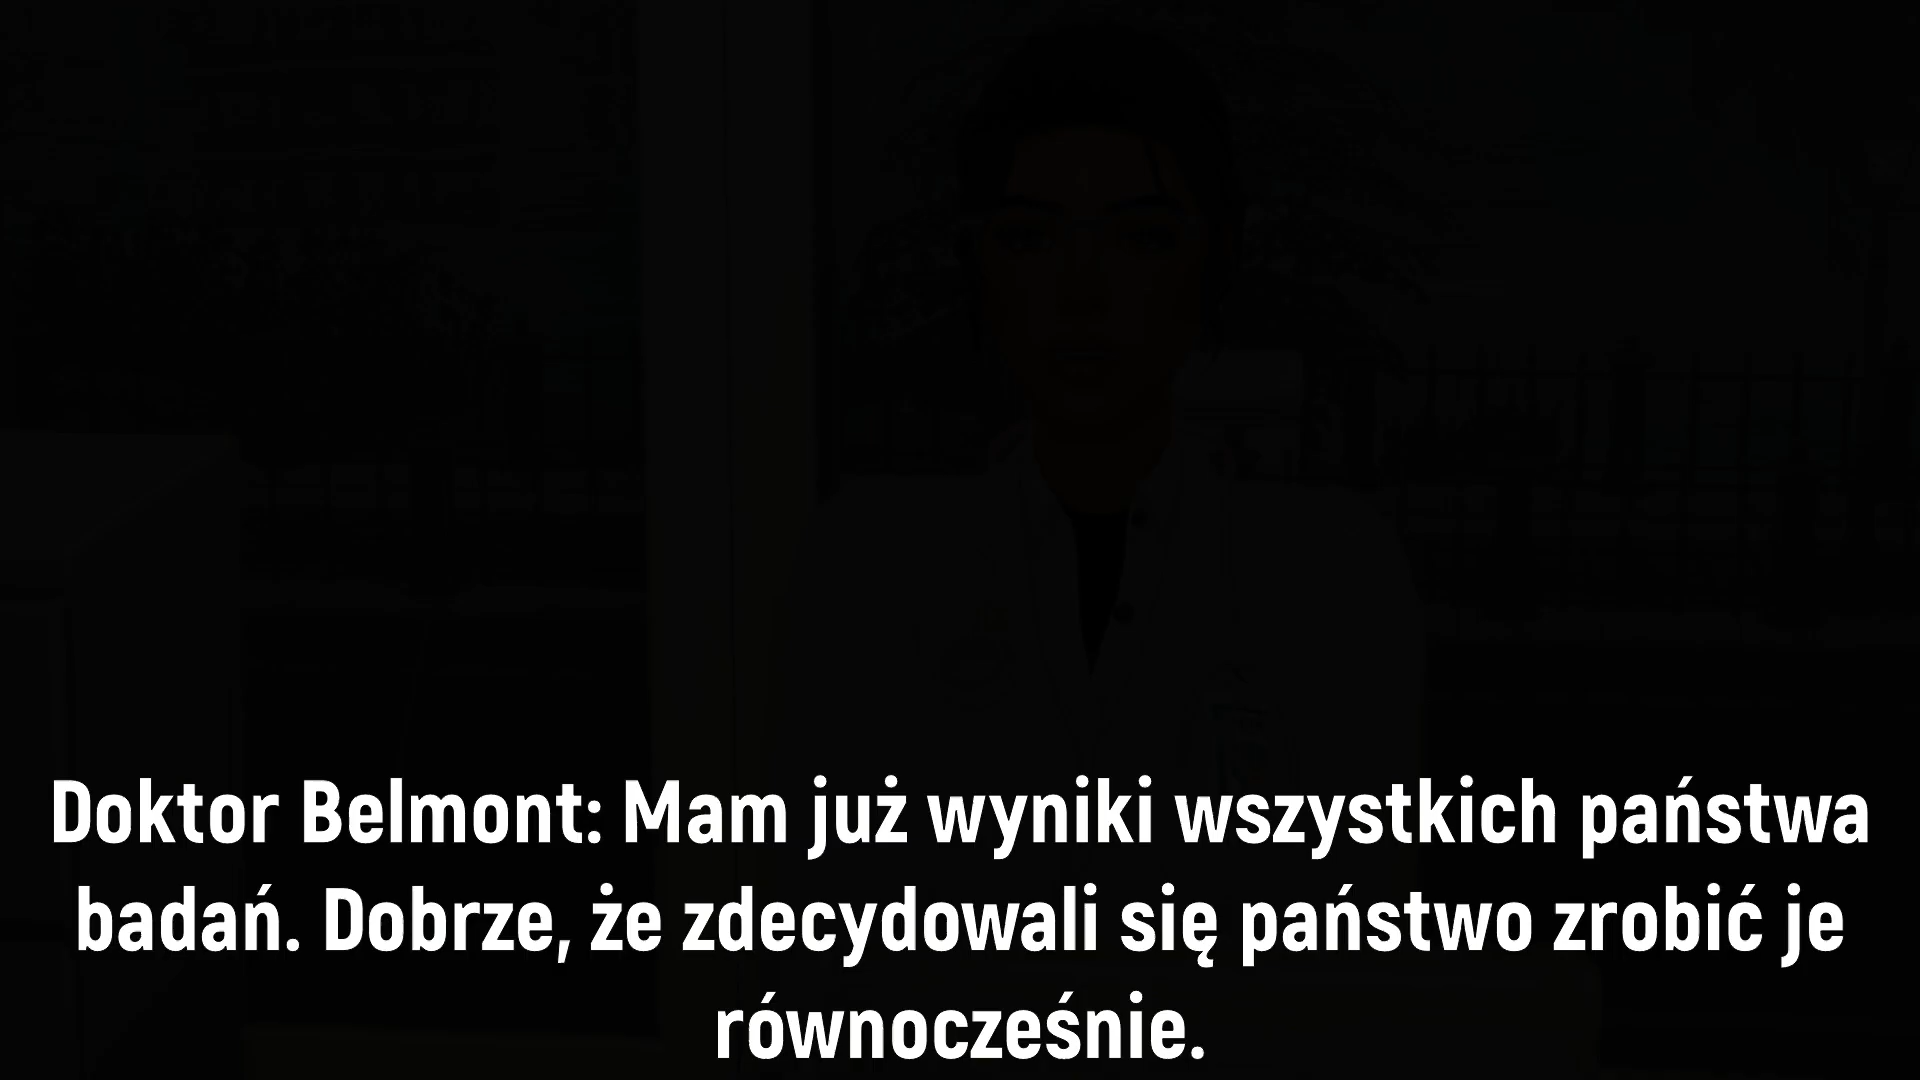 Doktor Belmont: Mam już wyniki wszystkich państwa
badań. Dobrze, że zdecydowali się państwo zrobić je
równocześnie.